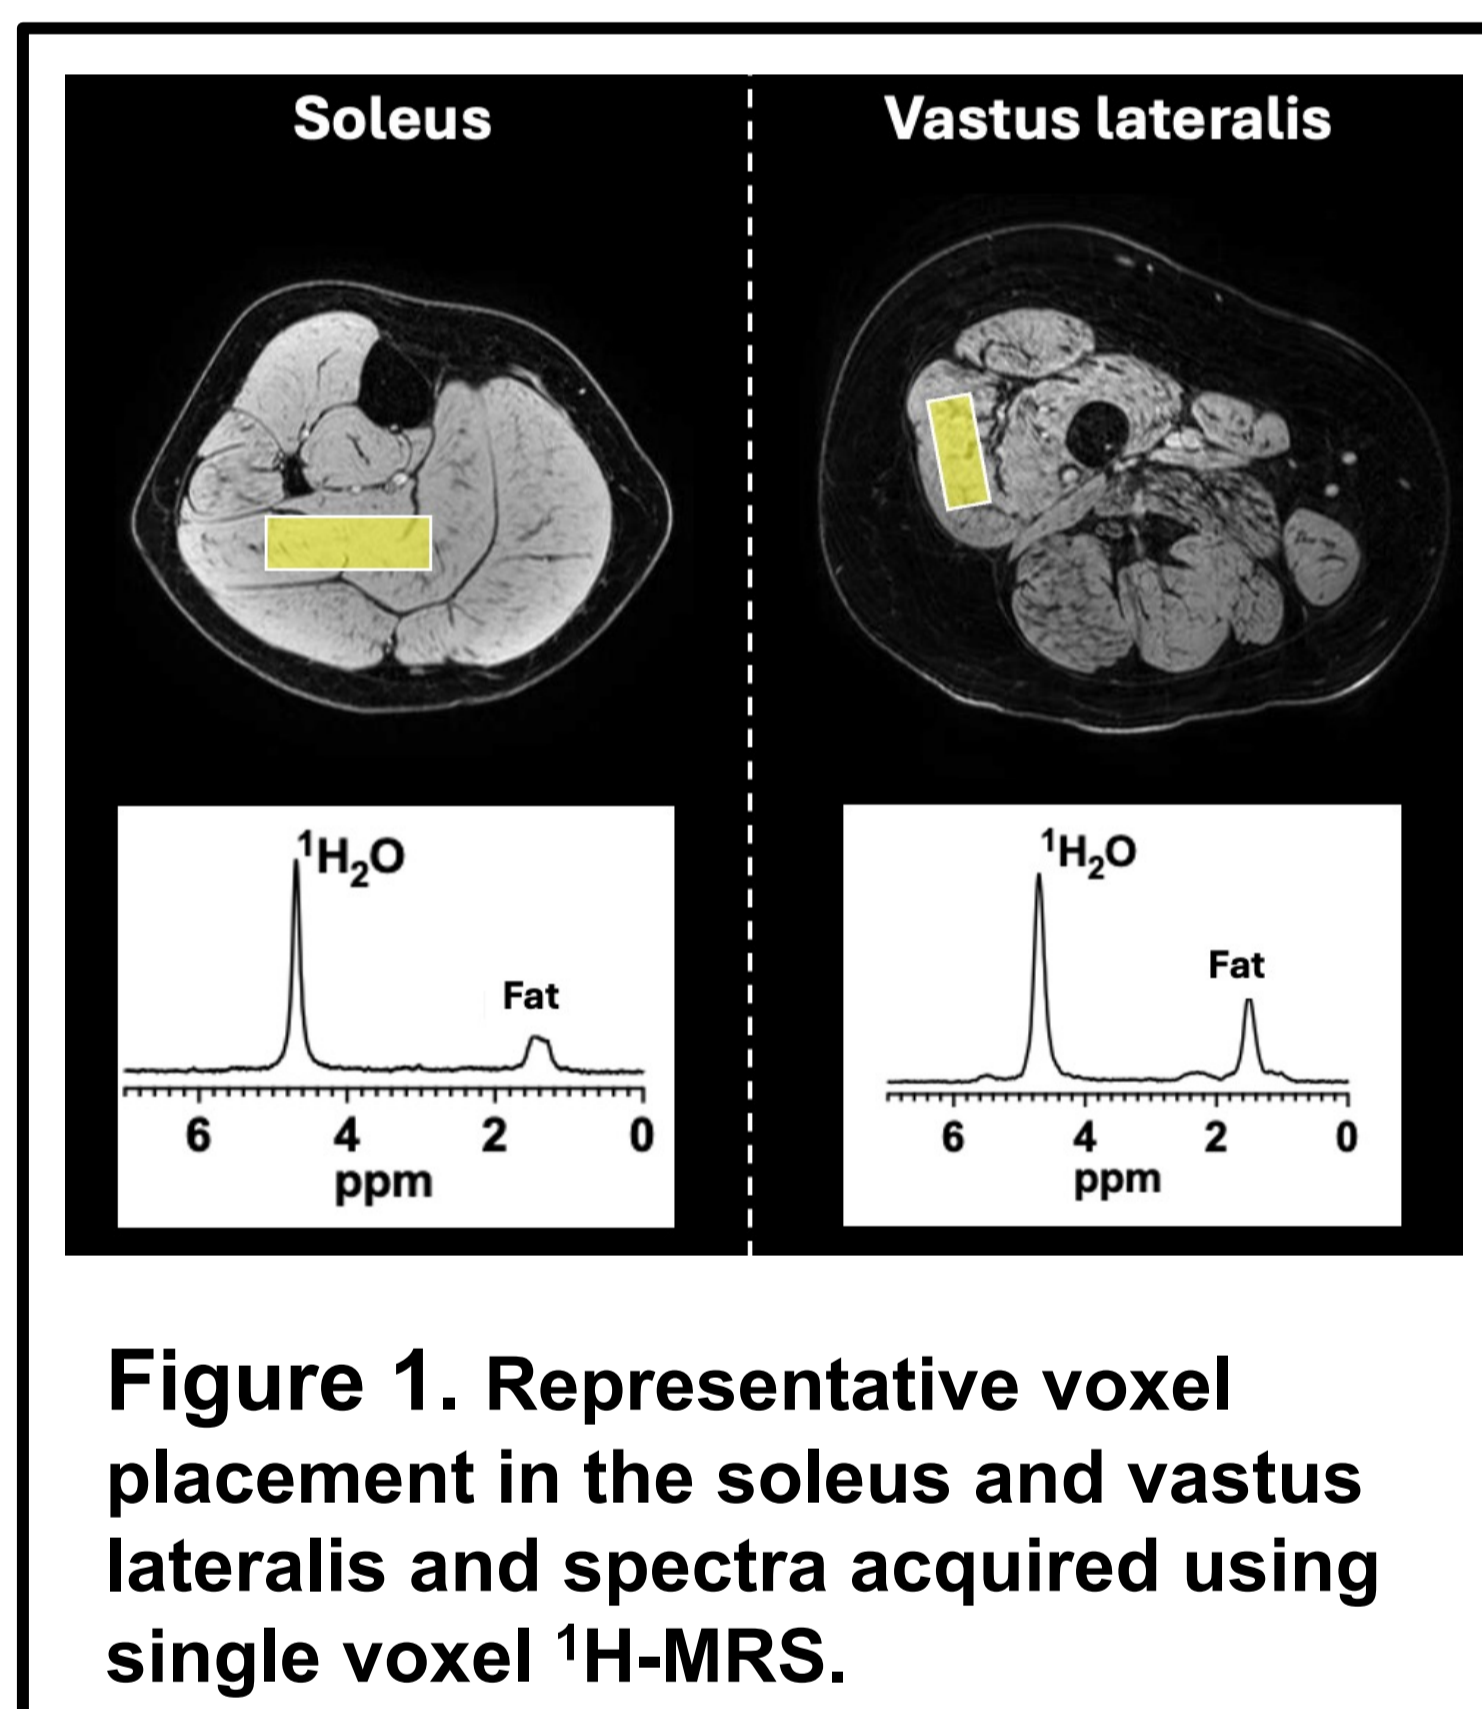 Soleus
Vastus lateralis
¹H₂O
Fat
6 4 2 0
ppm
¹H₂O
Fat
6 4 2 0
ppm
Figure 1. Representative voxel
placement in the soleus and vastus
lateralis and spectra acquired using
single voxel ¹H-MRS.